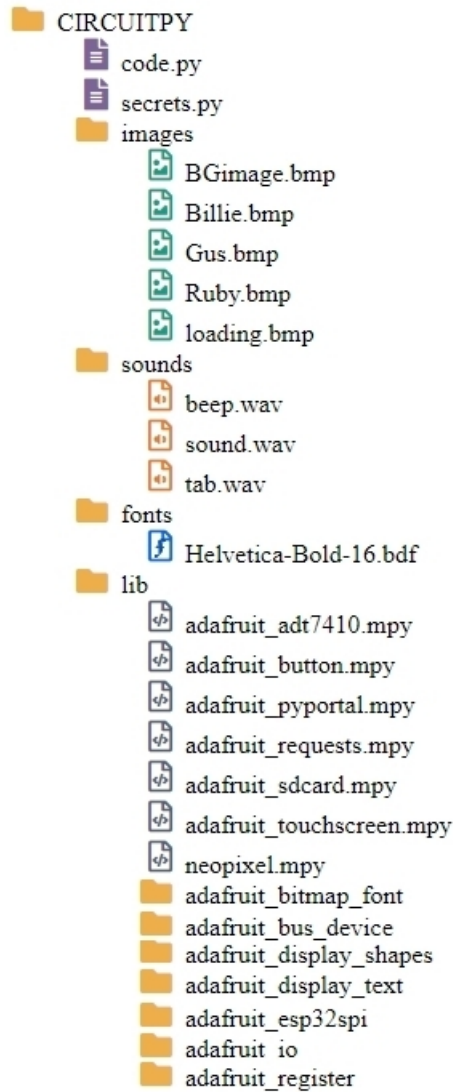 CIRCUITPY
code.py
secrets.py
images
BGimage.bmp
Billie.bmp
Gus.bmp
Ruby.bmp
loading.bmp
sounds
beep.wav
sound.wav
tab.wav
fonts
Helvetica-Bold-16.bdf
lib
adafruit_adt7410.mpy
adafruit_button.mpy
adafruit_pyportal.mpy
adafruit_requests.mpy
adafruit_sdcard.mpy
adafruit_touchscreen.mpy
neopixel.mpy
adafruit_bitmap_font
adafruit_bus_device
adafruit_display_shapes
adafruit_display_text
adafruit_esp32spi
adafruit_io
adafruit_register